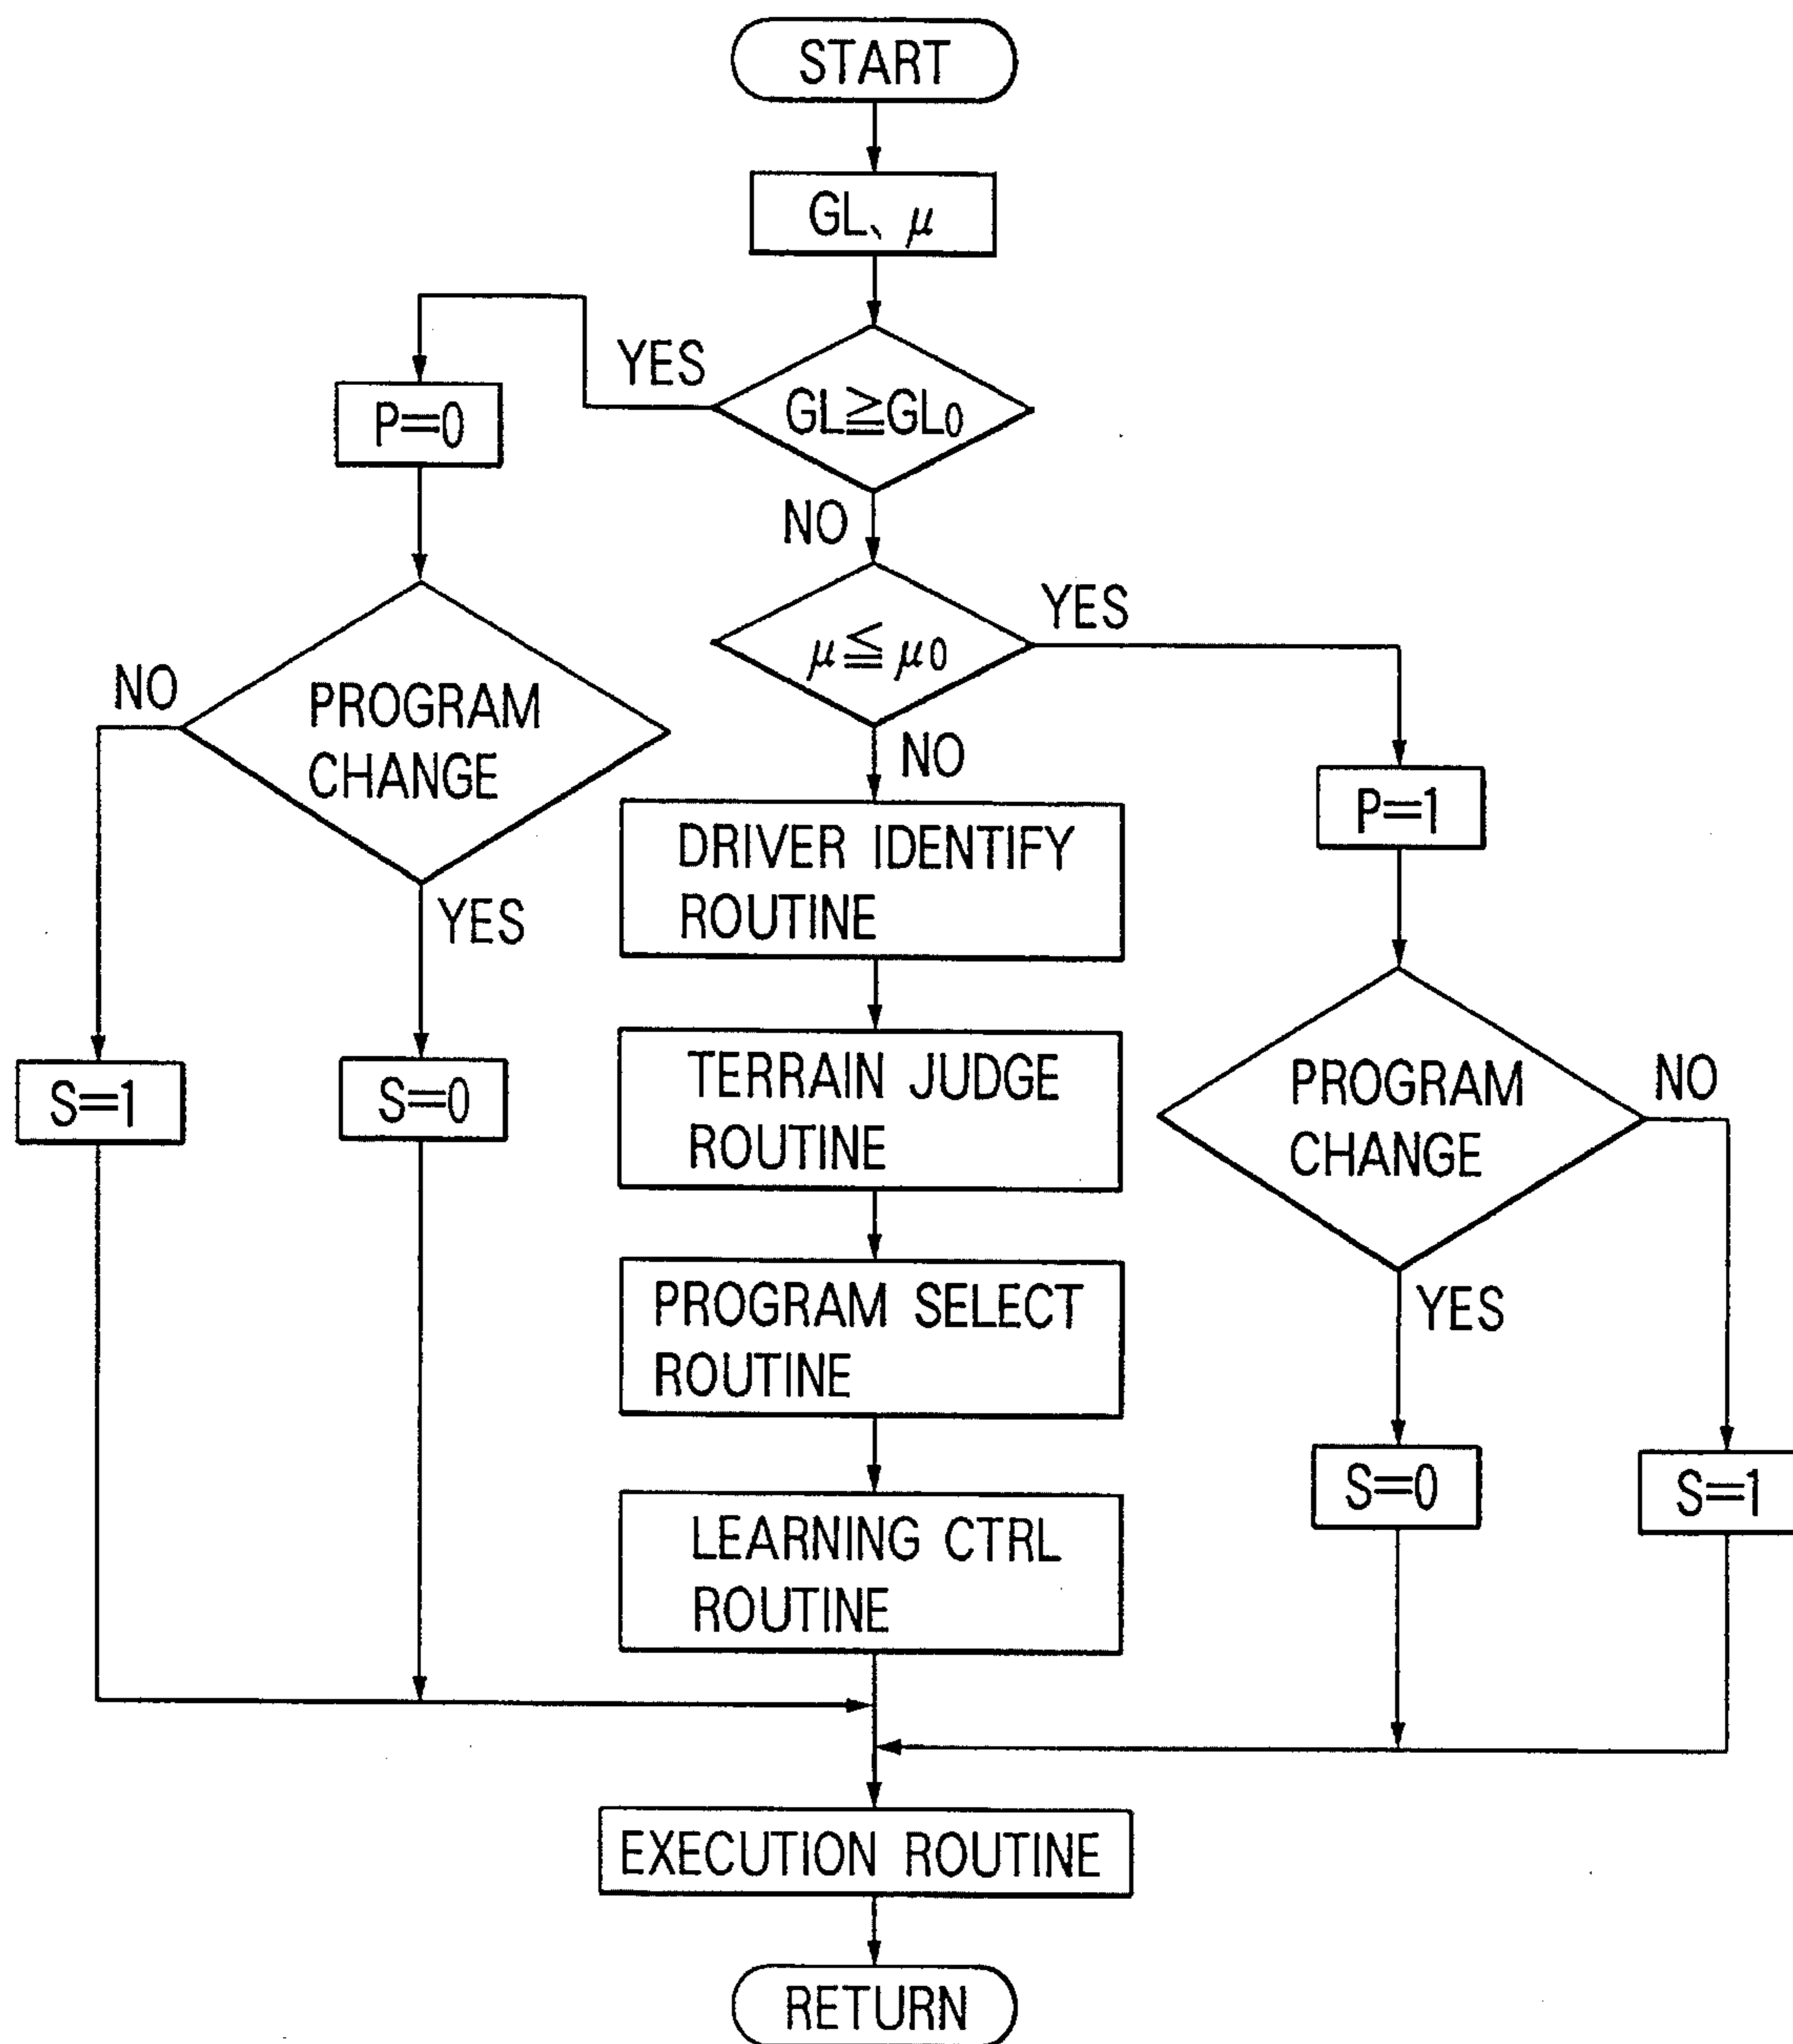 START
GL、μ
YES
GL≧GL0
P=0
NO
YES
μ≦μ0
NO
PROGRAM
CHANGE
NO
P=1
DRIVER IDENTIFY
ROUTINE
YES
TERRAIN JUDGE
ROUTINE
S=1
S=0
PROGRAM
CHANGE
NO
PROGRAM SELECT
ROUTINE
YES
LEARNING CTRL
ROUTINE
S=0
S=1
EXECUTION ROUTINE
RETURN